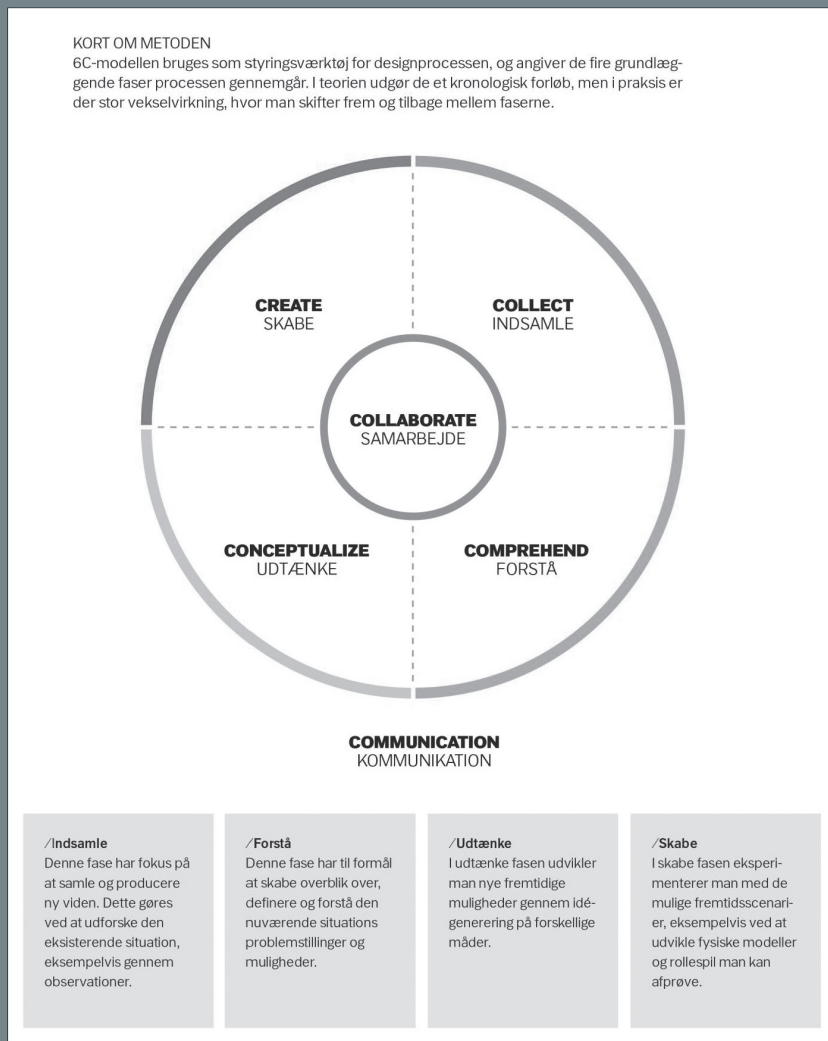 KORT OM METODEN
6C-modellen bruges som styringsværktøj for designprocessen, og angiver de fire grundlæg-
gende faser processen gennemgår. I teorien udgør de et kronologisk forløb, men i praksis er
der stor vekselvirkning, hvor man skifter frem og tilbage mellem faserne.
CREATE
SKABE
COLLECT
INDSAMLE
COLLABORATE
SAMARBEJDE
CONCEPTUALIZE
UDTÆNKE
COMPREHEND
FORSTÅ
COMMUNICATION
KOMMUNIKATION
/Indsamle
Denne fase har fokus på
at samle og producere
ny viden. Dette gøres
ved at udforske den
eksisterende situation,
eksempelvis gennem
observationer.
/Forstå
Denne fase har til formål
at skabe overblik over,
definere og forstå den
nuværende situations
problemstillinger og
muligheder.
/Udtænke
I udtænke fasen udvikler
man nye fremtidige
muligheder gennem idé-
generering på forskellige
måder.
/Skabe
I skabe fasen eksperi-
menterer man med de
mulige fremtidsscenari-
er, eksempelvis ved at
udvikle fysiske modeller
og rollespil man kan
afprøve.